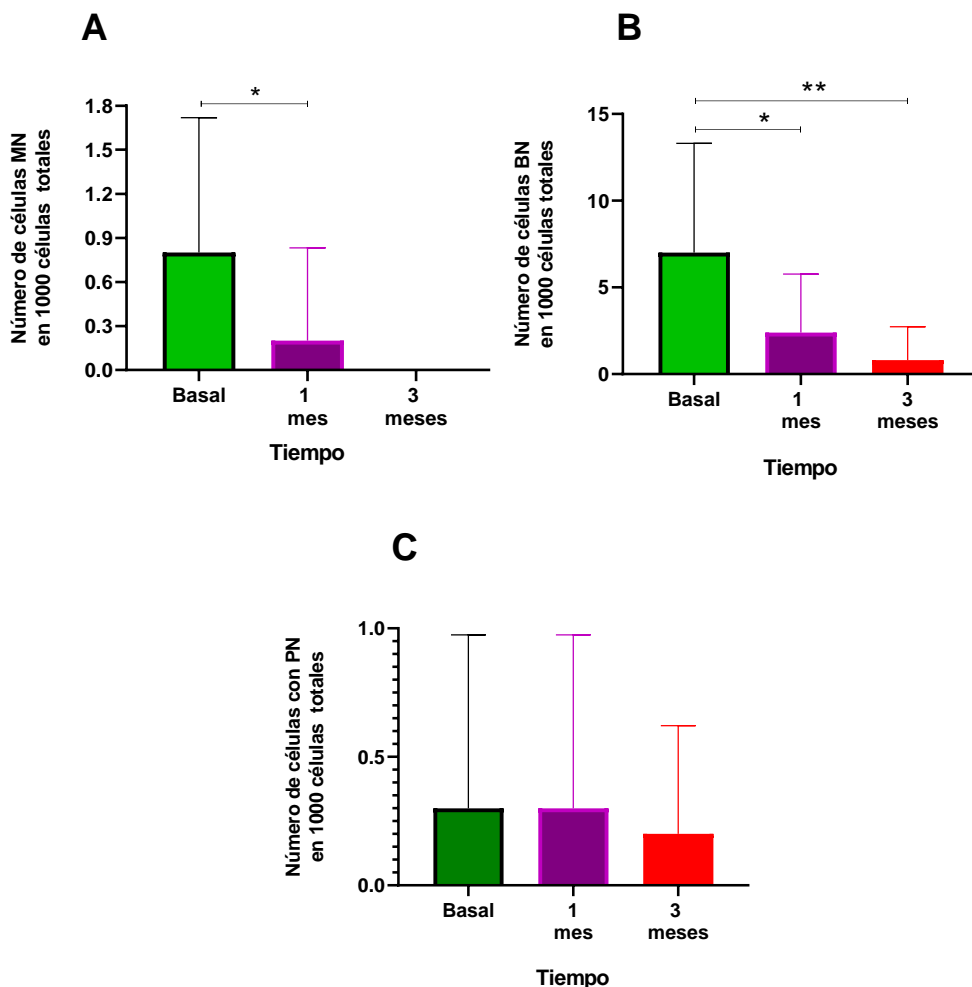 A
Número de células MN
en 1000 células totales
1.8
1.5
1.2
0.9
0.6
0.3
0.0
*
Basal
1
mes
3
meses
Tiempo
B
Número de células BN
en 1000 células totales
15
10
5
0
**
*
Basal
1
mes
3
meses
Tiempo
C
Número de células con PN
en 1000 células totales
1.0
0.5
0.0
Basal
1
mes
3
meses
Tiempo